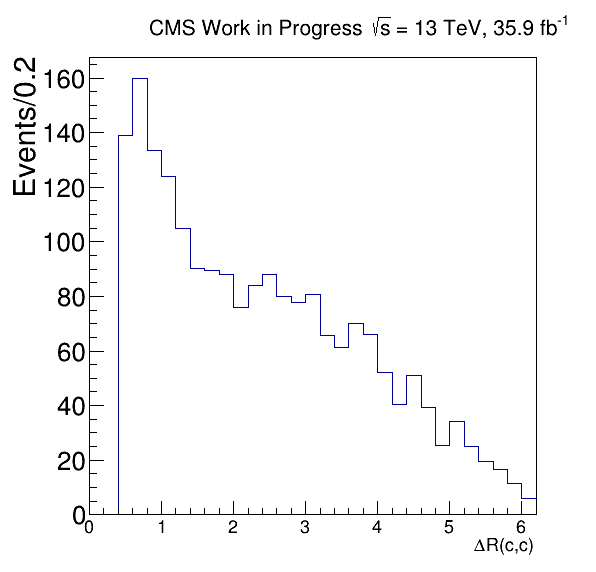 CMS Work in Progress √s = 13 TeV, 35.9 fb⁻¹
Events/0.2
160
140
120
100
80
60
40
20
0
0 1 2 3 4 5 6
ΔR(c,c)